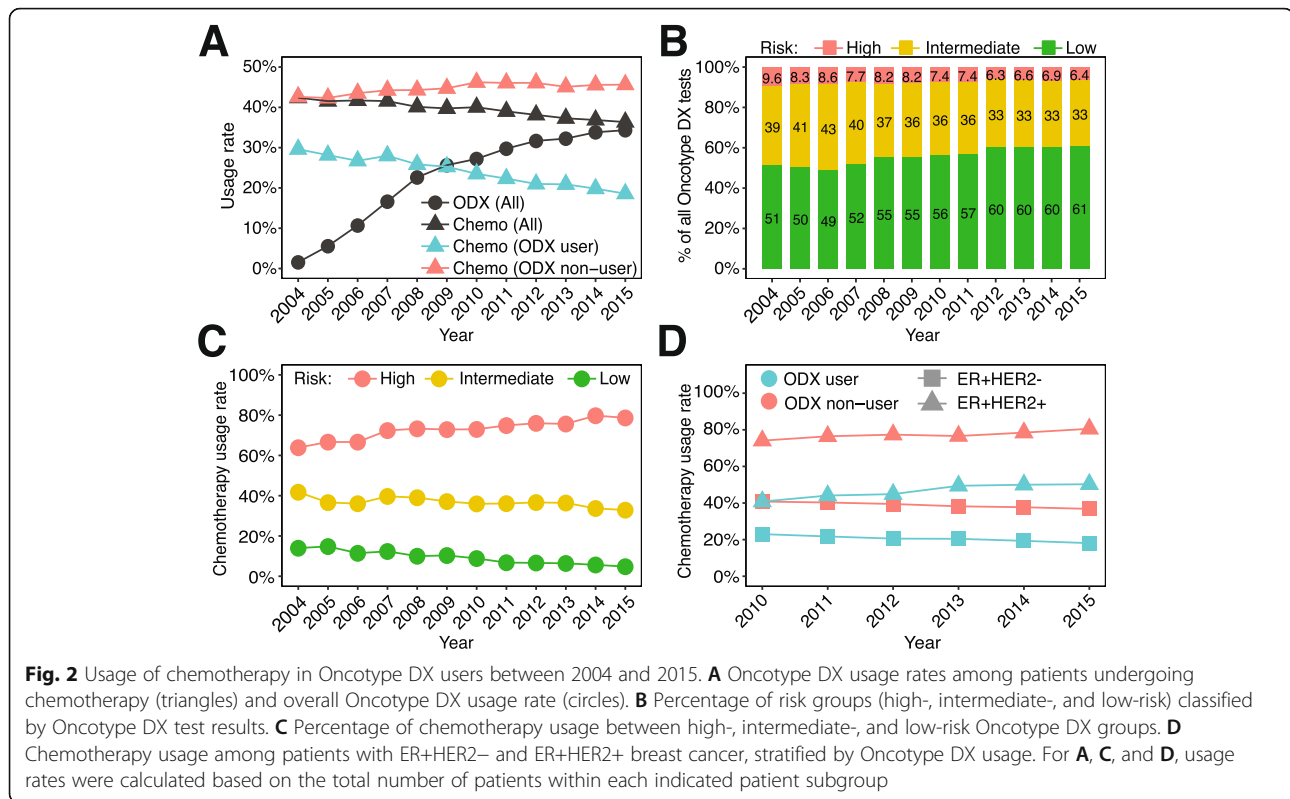 A
50%
40%
30%
20%
10%
0%
Usage rate
ODX (All)
Chemo (All)
Chemo (ODX user)
Chemo (ODX non−user)
2004 2005 2006 2007 2008 2009 2010 2011 2012 2013 2014 2015
Year
B
Risk: High Intermediate Low
100%
80%
60%
40%
20%
0%
% of all Oncotype DX tests
9.6 8.3 8.6 7.7 8.2 8.2 7.4 7.4 6.3 6.6 6.9 6.4
39 41 43 40 37 36 36 36 33 33 33 33
51 50 49 52 55 55 56 57 60 60 60 61
2004 2005 2006 2007 2008 2009 2010 2011 2012 2013 2014 2015
Year
C
Risk: High Intermediate Low
100%
80%
60%
40%
20%
0%
Chemotherapy usage rate
2004 2005 2006 2007 2008 2009 2010 2011 2012 2013 2014 2015
Year
D
ODX user ER+HER2-
ODX non−user ER+HER2+
100%
80%
60%
40%
20%
0%
Chemotherapy usage rate
2010 2011 2012 2013 2014 2015
Year
Fig. 2 Usage of chemotherapy in Oncotype DX users between 2004 and 2015. A Oncotype DX usage rates among patients undergoing
chemotherapy (triangles) and overall Oncotype DX usage rate (circles). B Percentage of risk groups (high-, intermediate-, and low-risk) classified
by Oncotype DX test results. C Percentage of chemotherapy usage between high-, intermediate-, and low-risk Oncotype DX groups. D
Chemotherapy usage among patients with ER+HER2− and ER+HER2+ breast cancer, stratified by Oncotype DX usage. For A, C, and D, usage
rates were calculated based on the total number of patients within each indicated patient subgroup